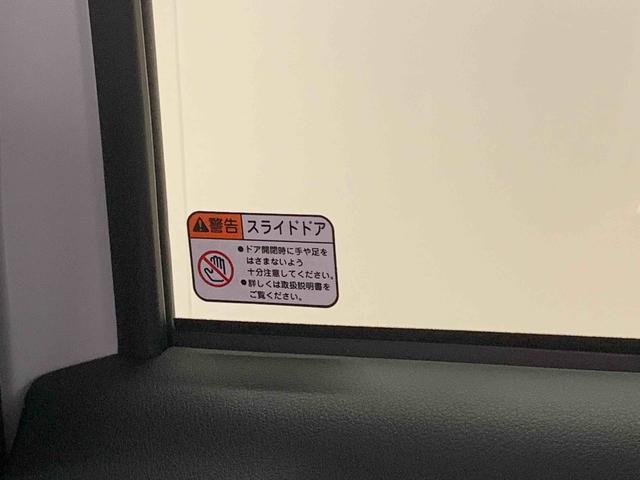 警告 スライドドア
●ドア開閉時に手や足を
はさまないよう
十分注意してください。
●詳しくは取扱説明書を
ご覧ください。